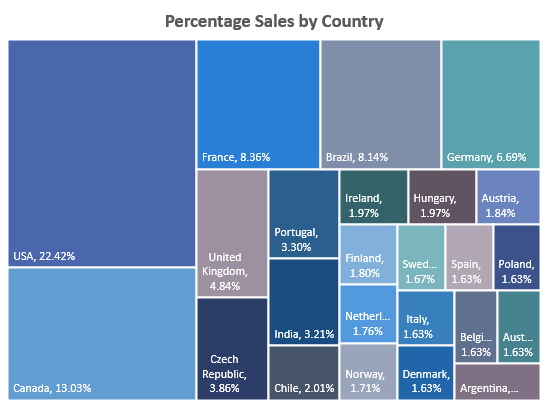 Percentage Sales by Country
USA, 22.42%
Canada, 13.03%
France, 8.36%
Brazil, 8.14%
Germany, 6.69%
United
Kingdom,
4.84%
Czech
Republic,
3.86%
Portugal,
3.30%
India, 3.21%
Chile, 2.01%
Ireland,
1.97%
Hungary,
1.97%
Austria,
1.84%
Finland,
1.80%
Swed...
1.67%
Spain,
1.63%
Poland,
1.63%
Netherl...
1.76%
Italy,
1.63%
Belgi...
1.63%
Aust...
1.63%
Norway,
1.71%
Denmark,
1.63%
Argentina,...